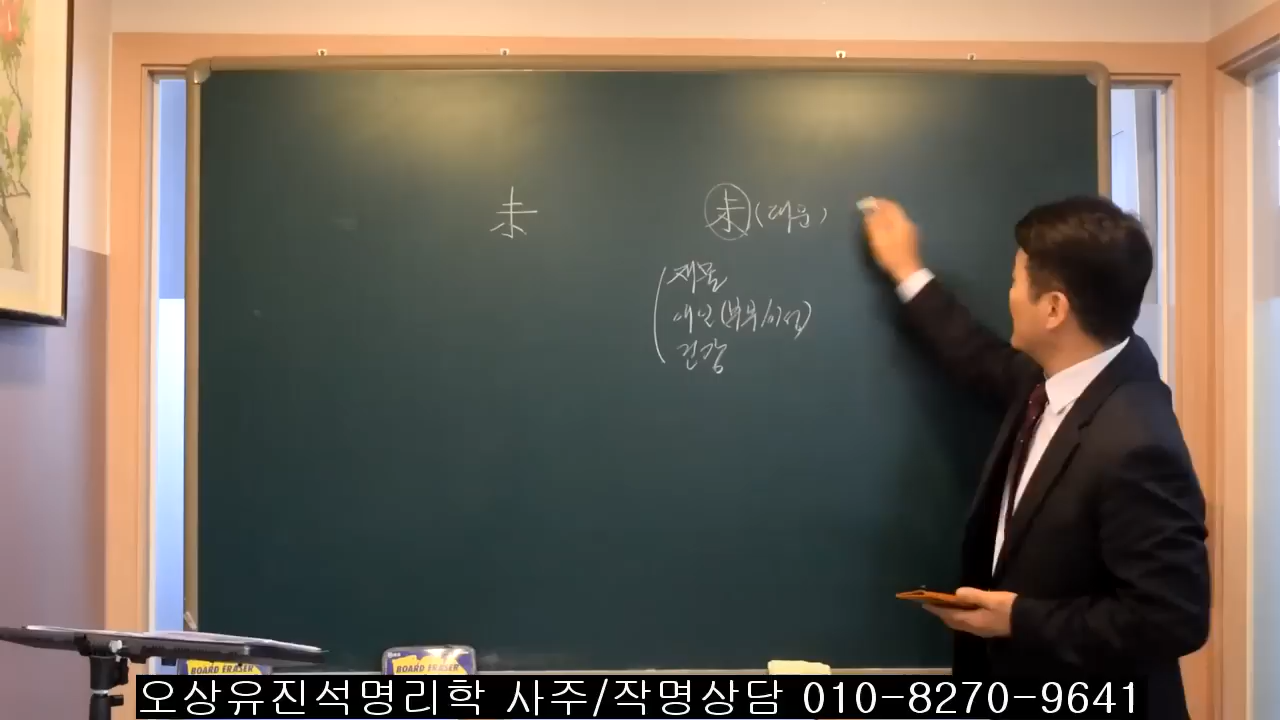 未
未 (대운)
재물
애인 (부부/이성)
건강
BOARD ERASER
BOARD ERASER
오상유진석명리학 사주/작명상담 010-8270-9641